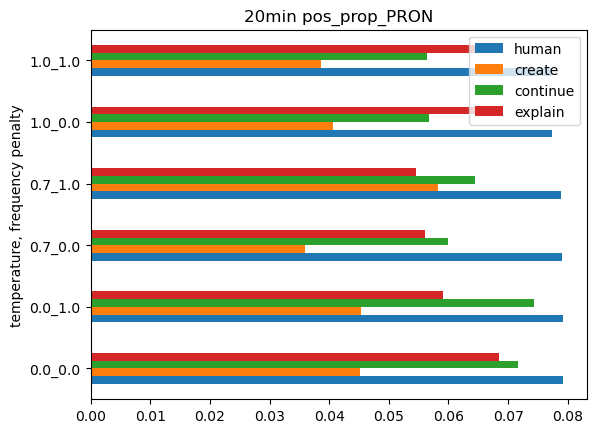 20min pos_prop_PRON
human
create
continue
explain
temperature, frequency penalty
1.0_1.0
1.0_0.0
0.7_1.0
0.7_0.0
0.0_1.0
0.0_0.0
0.00 0.01 0.02 0.03 0.04 0.05 0.06 0.07 0.08